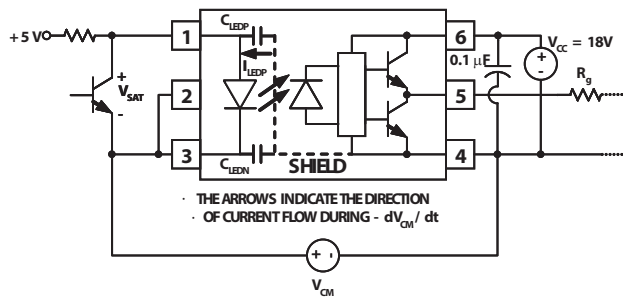 +5 V
1
2
3
+
V_SAT
-
C_LEDP
I_LEDP
C_LEDN
SHIELD
6
5
4
0.1 μF
+
-
V_CC = 18V
R_g
· THE ARROWS INDICATE THE DIRECTION
· OF CURRENT FLOW DURING - dV_CM / dt
+ -
V_CM